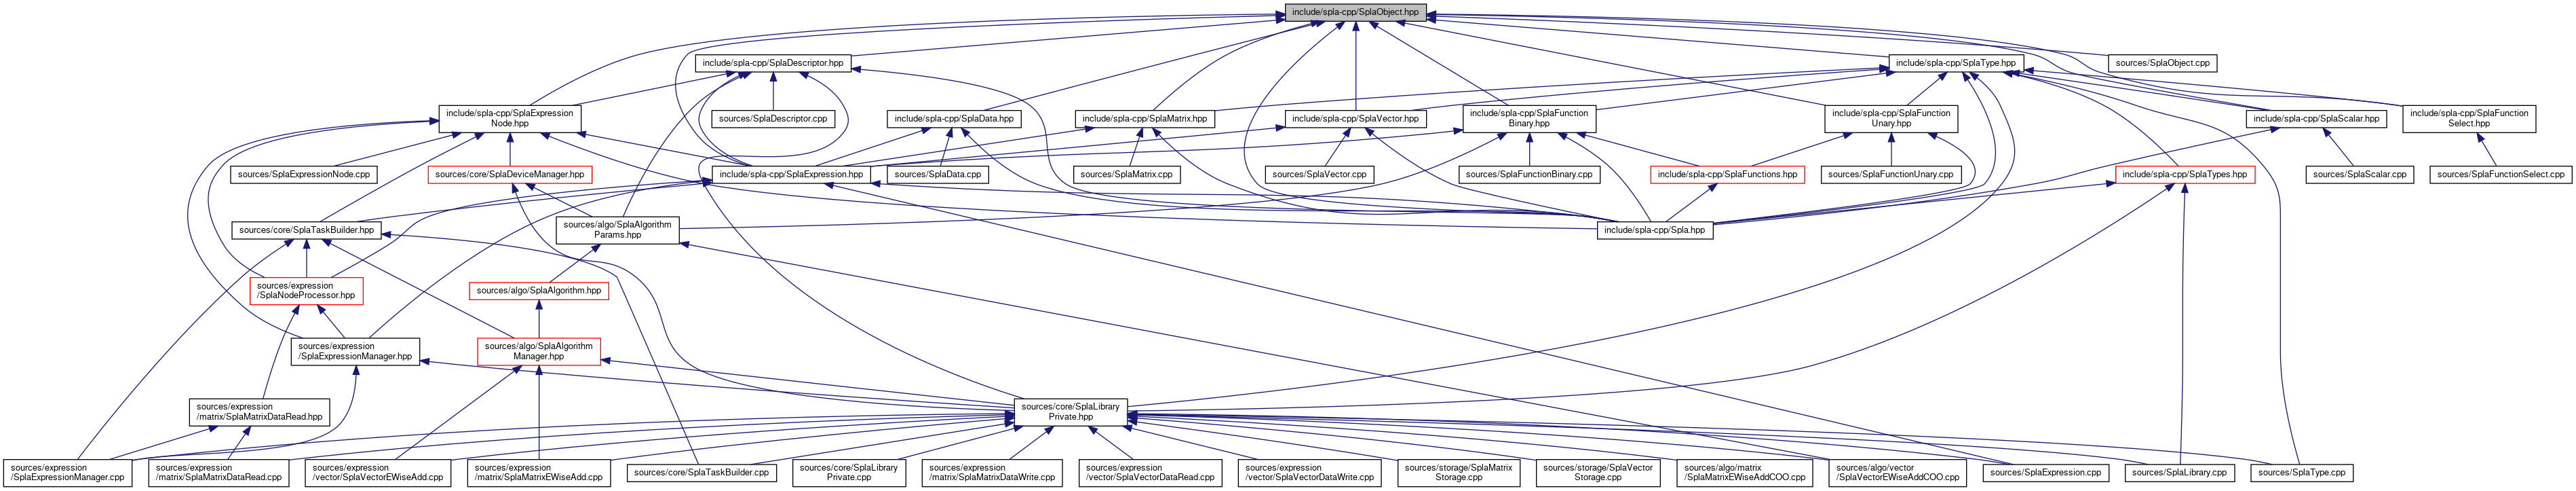 include/spla-cpp/SplaObject.hpp
include/spla-cpp/SplaDescriptor.hpp
include/spla-cpp/SplaType.hpp
sources/SplaObject.cpp
include/spla-cpp/SplaExpression
Node.hpp
sources/SplaDescriptor.cpp
include/spla-cpp/SplaData.hpp
include/spla-cpp/SplaMatrix.hpp
include/spla-cpp/SplaVector.hpp
include/spla-cpp/SplaFunction
Binary.hpp
include/spla-cpp/SplaFunction
Unary.hpp
include/spla-cpp/SplaScalar.hpp
include/spla-cpp/SplaFunction
Select.hpp
sources/SplaExpressionNode.cpp
sources/core/SplaDeviceManager.hpp
include/spla-cpp/SplaExpression.hpp
sources/SplaData.cpp
sources/SplaMatrix.cpp
sources/SplaVector.cpp
sources/SplaFunctionBinary.cpp
include/spla-cpp/SplaFunctions.hpp
sources/SplaFunctionUnary.cpp
include/spla-cpp/SplaTypes.hpp
sources/SplaScalar.cpp
sources/SplaFunctionSelect.cpp
sources/core/SplaTaskBuilder.hpp
sources/algo/SplaAlgorithm
Params.hpp
include/spla-cpp/Spla.hpp
sources/expression
/SplaNodeProcessor.hpp
sources/algo/SplaAlgorithm.hpp
sources/expression
/SplaExpressionManager.hpp
sources/algo/SplaAlgorithm
Manager.hpp
sources/expression
/matrix/SplaMatrixDataRead.hpp
sources/core/SplaLibrary
Private.hpp
sources/expression
/SplaExpressionManager.cpp
sources/expression
/matrix/SplaMatrixDataRead.cpp
sources/expression
/vector/SplaVectorEWiseAdd.cpp
sources/expression
/matrix/SplaMatrixEWiseAdd.cpp
sources/core/SplaTaskBuilder.cpp
sources/core/SplaLibrary
Private.cpp
sources/expression
/matrix/SplaMatrixDataWrite.cpp
sources/expression
/vector/SplaVectorDataRead.cpp
sources/expression
/vector/SplaVectorDataWrite.cpp
sources/storage/SplaMatrix
Storage.cpp
sources/storage/SplaVector
Storage.cpp
sources/algo/matrix
/SplaMatrixEWiseAddCOO.cpp
sources/algo/vector
/SplaVectorEWiseAddCOO.cpp
sources/SplaExpression.cpp
sources/SplaLibrary.cpp
sources/SplaType.cpp